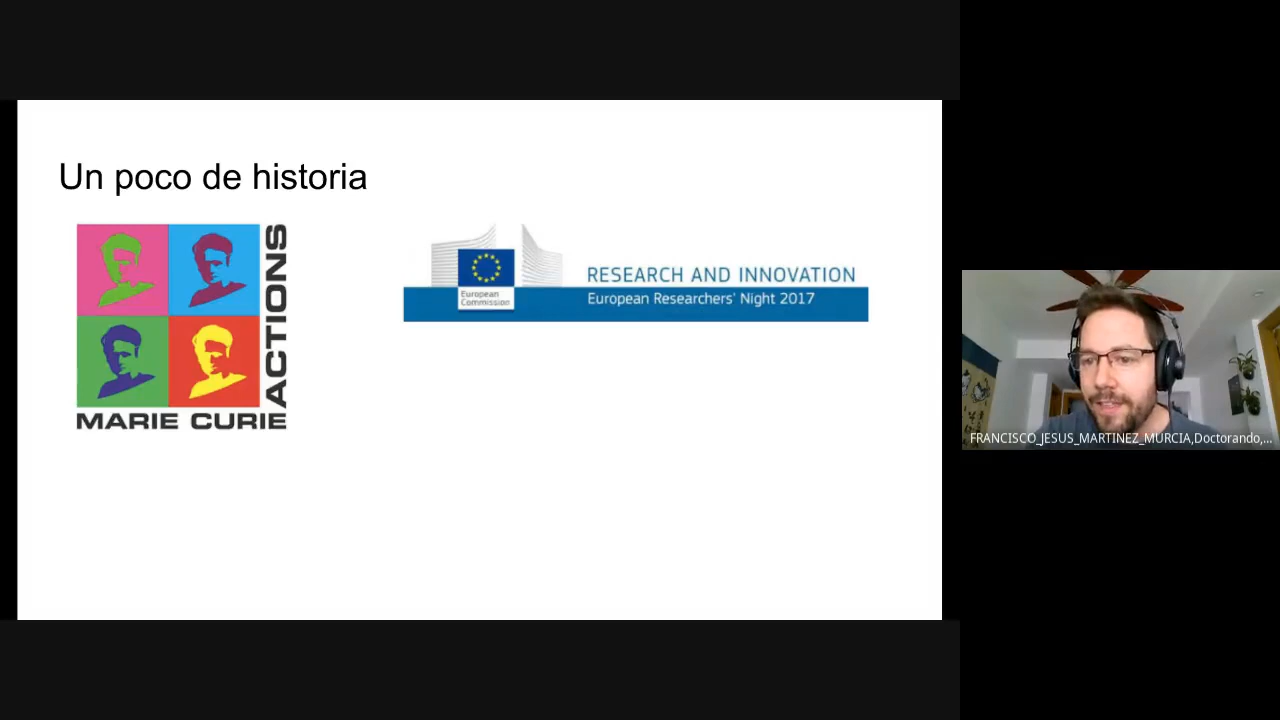 Un poco de historia
MARIE CURIE
ACTIONS
European
Commission
RESEARCH AND INNOVATION
European Researchers' Night 2017
FRANCISCO_JESUS_MARTINEZ_MURCIA,Doctorando,...